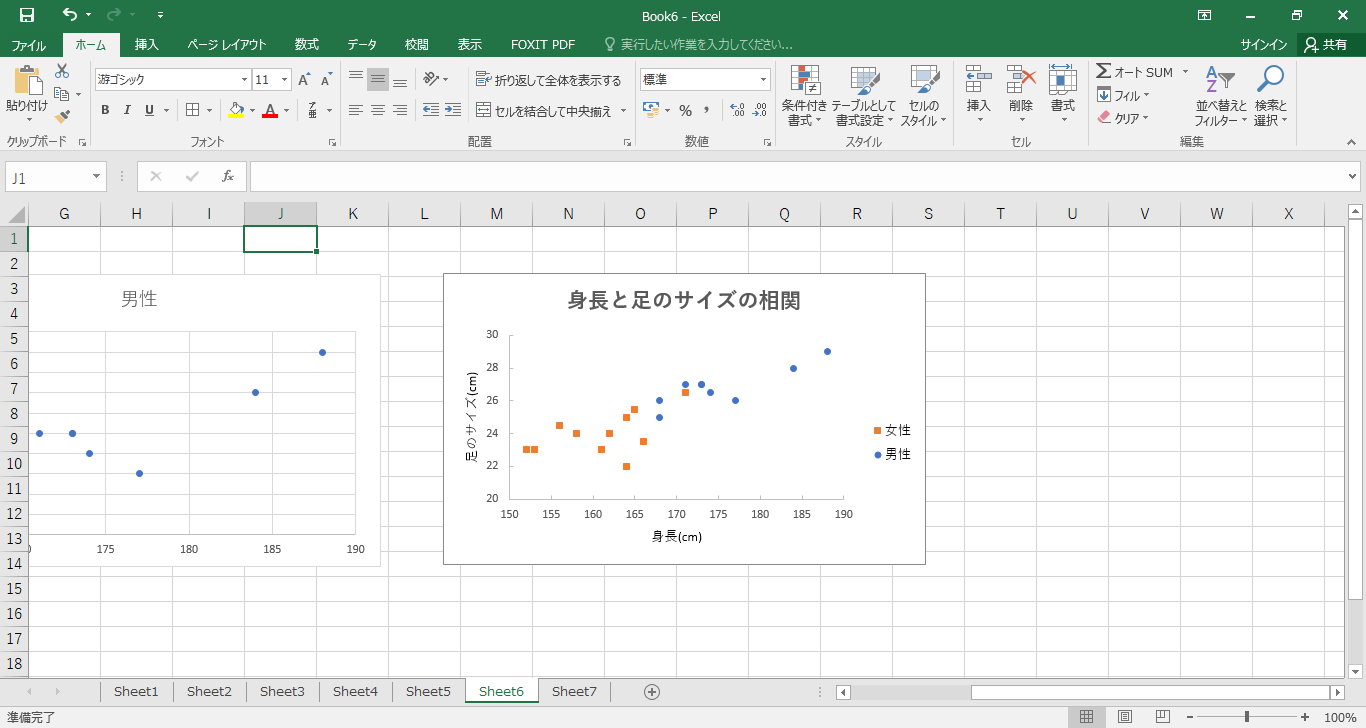 Book6 - Excel
ファイル ホーム 挿入 ページ レイアウト 数式 データ 校閲 表示 FOXIT PDF 実行したい作業を入力してください... サインイン 共有
貼り付け
クリップボード
游ゴシック 11
B I U A 亜
フォント
折り返して全体を表示する
セルを結合して中央揃え
配置
標準
% ,
数値
条件付き書式
テーブルとして書式設定
セルのスタイル
スタイル
挿入 削除 書式
セル
オート SUM
フィル
クリア
並べ替えとフィルター
検索と選択
編集
J1
fx
G H I J K L M N O P Q R S T U V W X
1
2
3
4
5
6
7
8
9
10
11
12
13
14
15
16
17
18
男性
175 180 185 190
身長と足のサイズの相関
足のサイズ(cm)
30
28
26
24
22
20
150 155 160 165 170 175 180 185 190
身長(cm)
女性
男性
Sheet1 Sheet2 Sheet3 Sheet4 Sheet5 Sheet6 Sheet7
準備完了
100%